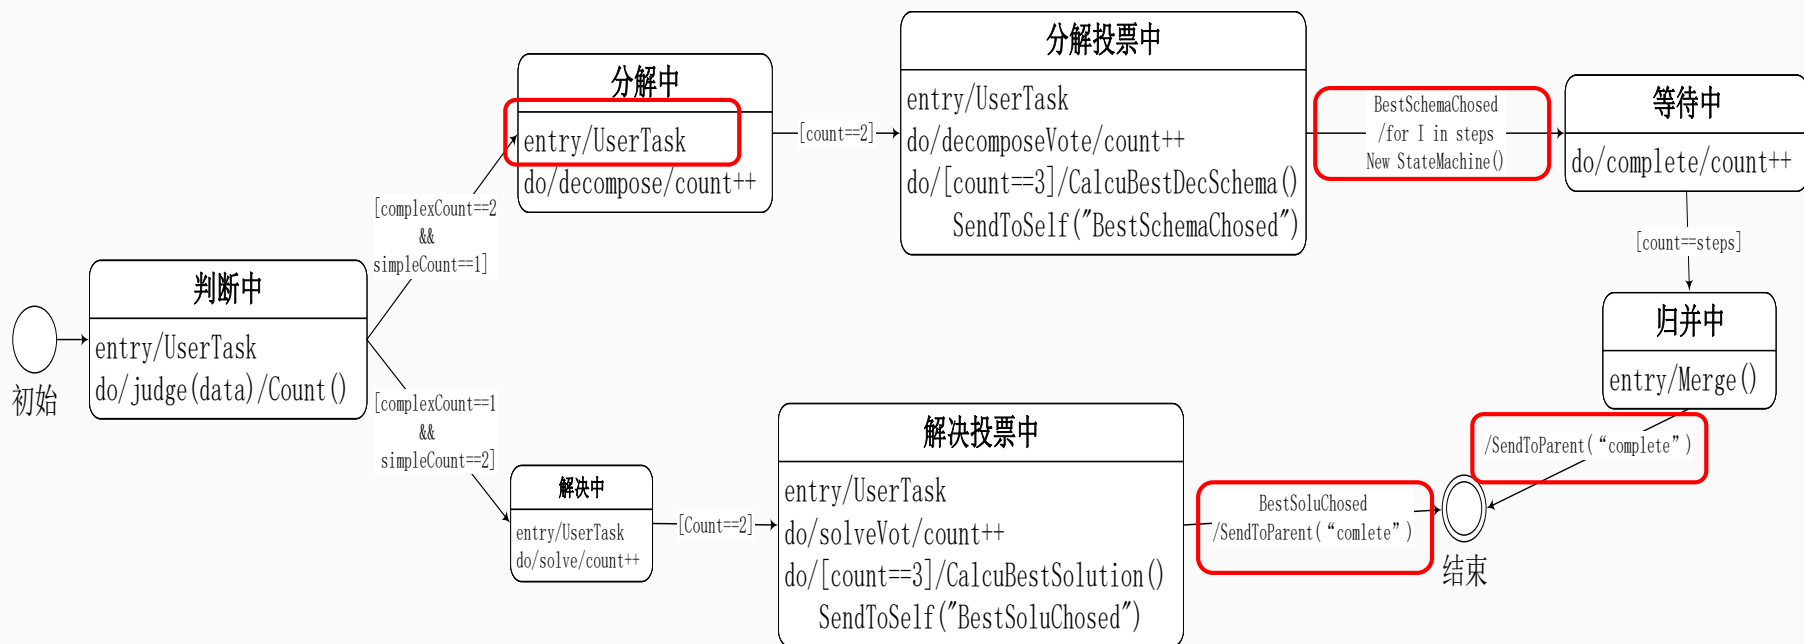 初始
判断中
entry/UserTask
do/judge(data)/Count()
[complexCount==2
&&
simpleCount==1]
[complexCount==1
&&
simpleCount==2]
分解中
entry/UserTask
do/decompose/count++
[count==2]
分解投票中
entry/UserTask
do/decomposeVote/count++
do/[count==3]/CalcuBestDecSchema()
SendToSelf("BestSchemaChosed")
BestSchemaChosed
/for I in steps
New StateMachine()
等待中
do/complete/count++
[count==steps]
归并中
entry/Merge()
/SendToParent(“complete”)
解决中
entry/UserTask
do/solve/count++
[Count==2]
解决投票中
entry/UserTask
do/solveVot/count++
do/[count==3]/CalcuBestSolution()
SendToSelf("BestSoluChosed")
BestSoluChosed
/SendToParent(“comlete”)
结束